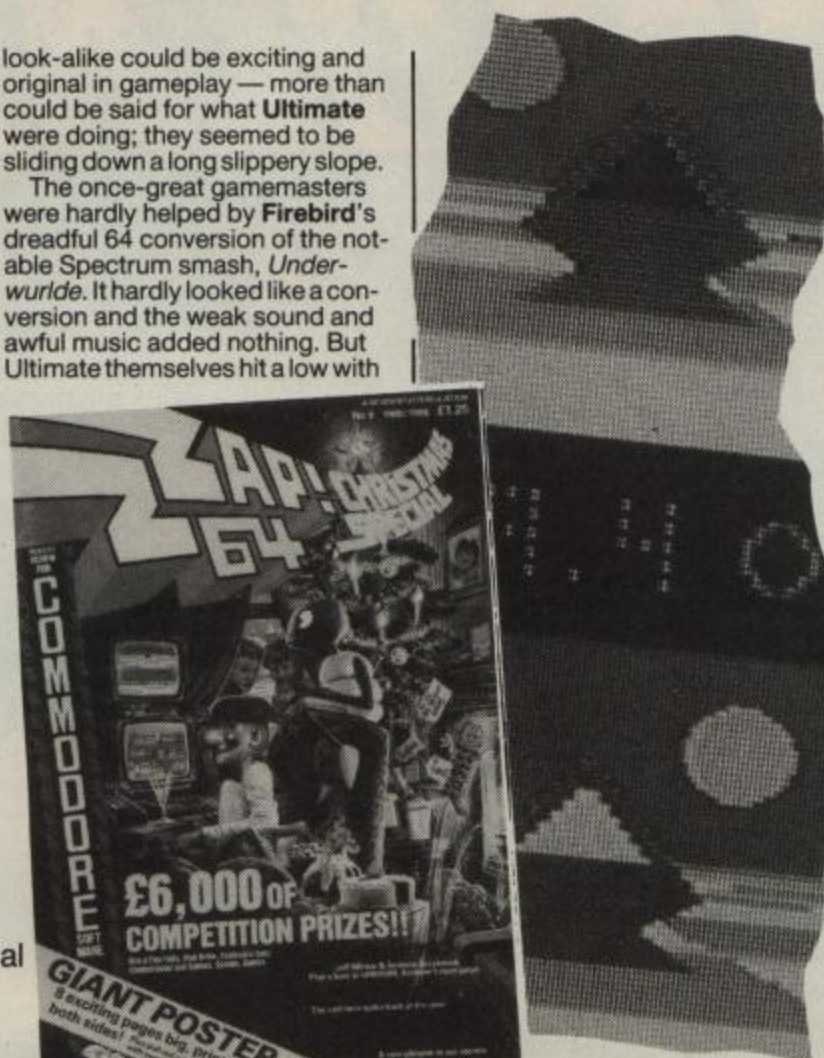 look-alike could be exciting and
original in gameplay — more than
could be said for what Ultimate
were doing; they seemed to be
sliding down a long slippery slope.
The once-great gamemasters
were hardly helped by Firebird's
dreadful 64 conversion of the not-
able Spectrum smash, Under-
wurlde. It hardly looked like a con-
version and the weak sound and
awful music added nothing. But
Ultimate themselves hit a low with
£1.25
ZAP!
64
CHRISTMAS
SPECIAL
COMMODORE
SOFT
WARE
£6,000 OF
COMPETITION PRIZES!!
al
GIANT POSTER
8 exciting pages big,
both sides!